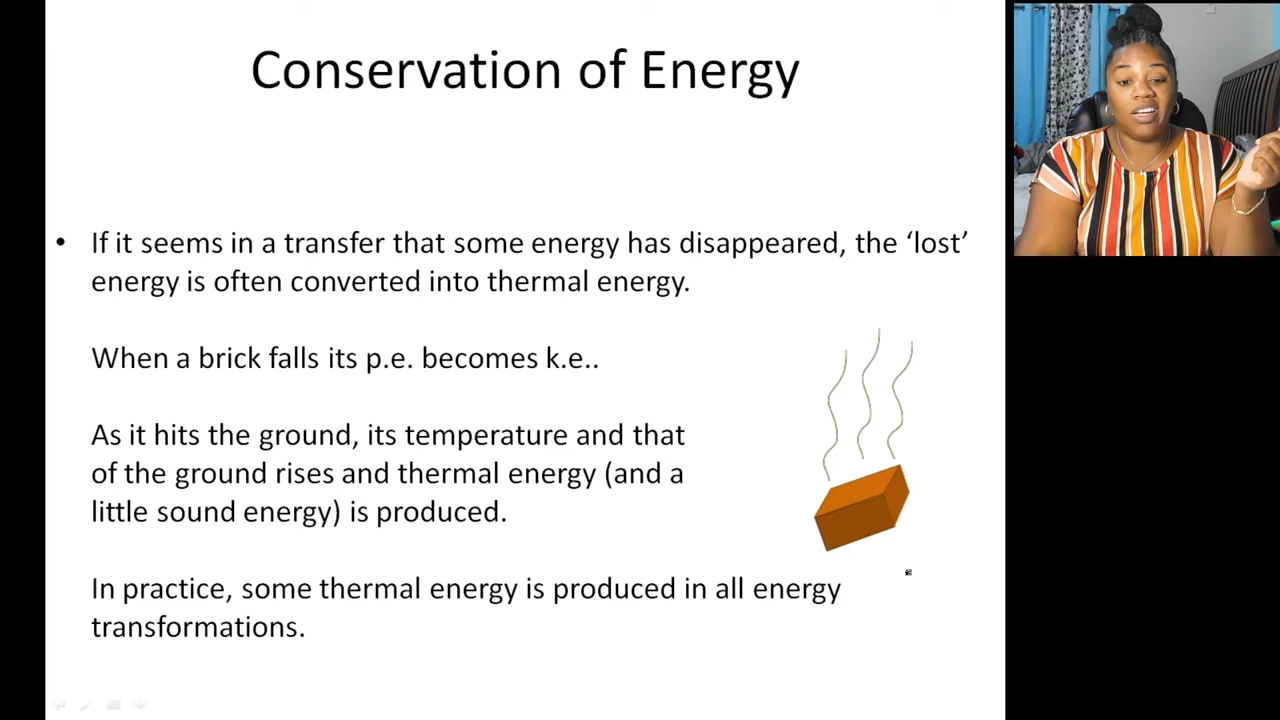 Conservation of Energy
• If it seems in a transfer that some energy has disappeared, the ‘lost’
energy is often converted into thermal energy.
When a brick falls its p.e. becomes k.e..
As it hits the ground, its temperature and that
of the ground rises and thermal energy (and a
little sound energy) is produced.
In practice, some thermal energy is produced in all energy
transformations.